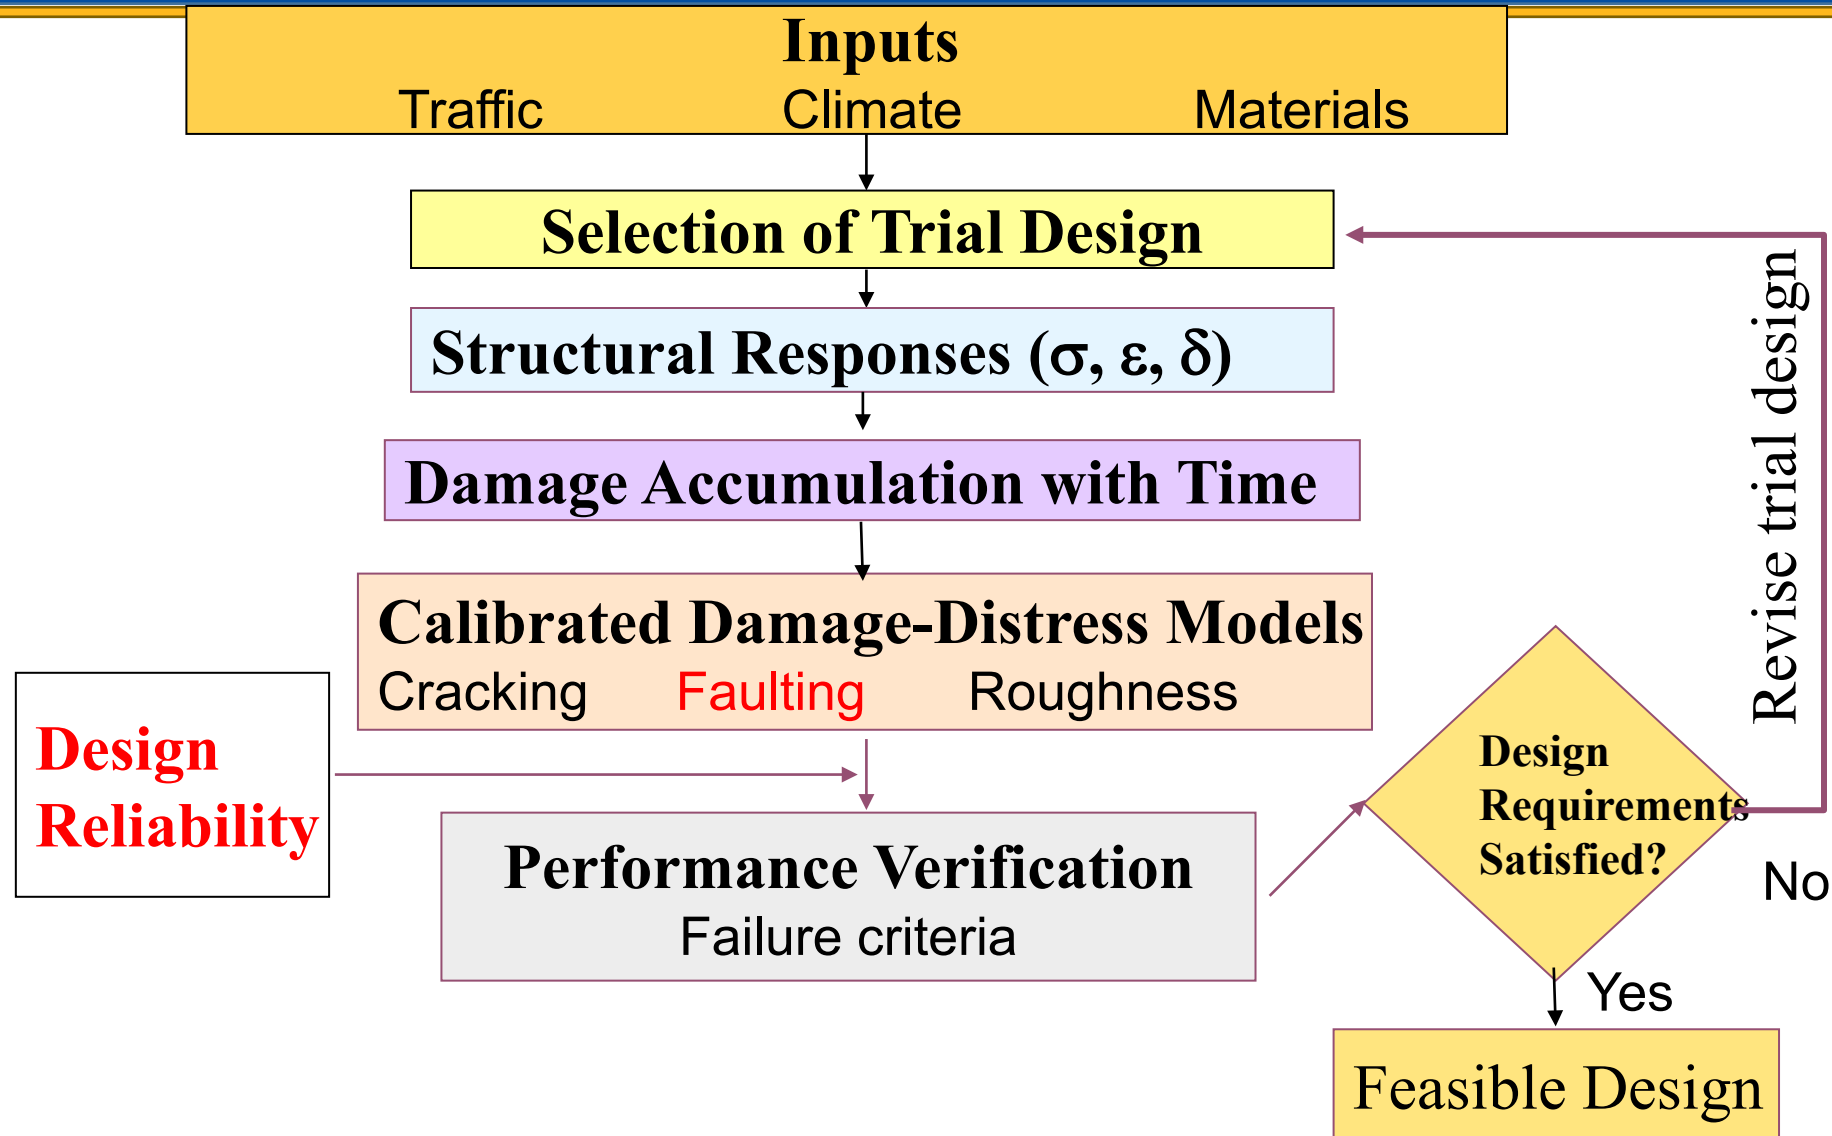 Inputs
Traffic Climate Materials
Selection of Trial Design
Structural Responses (σ, ε, δ)
Damage Accumulation with Time
Calibrated Damage-Distress Models
Cracking Faulting Roughness
Design
Reliability
Performance Verification
Failure criteria
Design
Requirements
Satisfied?
No
Revise trial design
Yes
Feasible Design